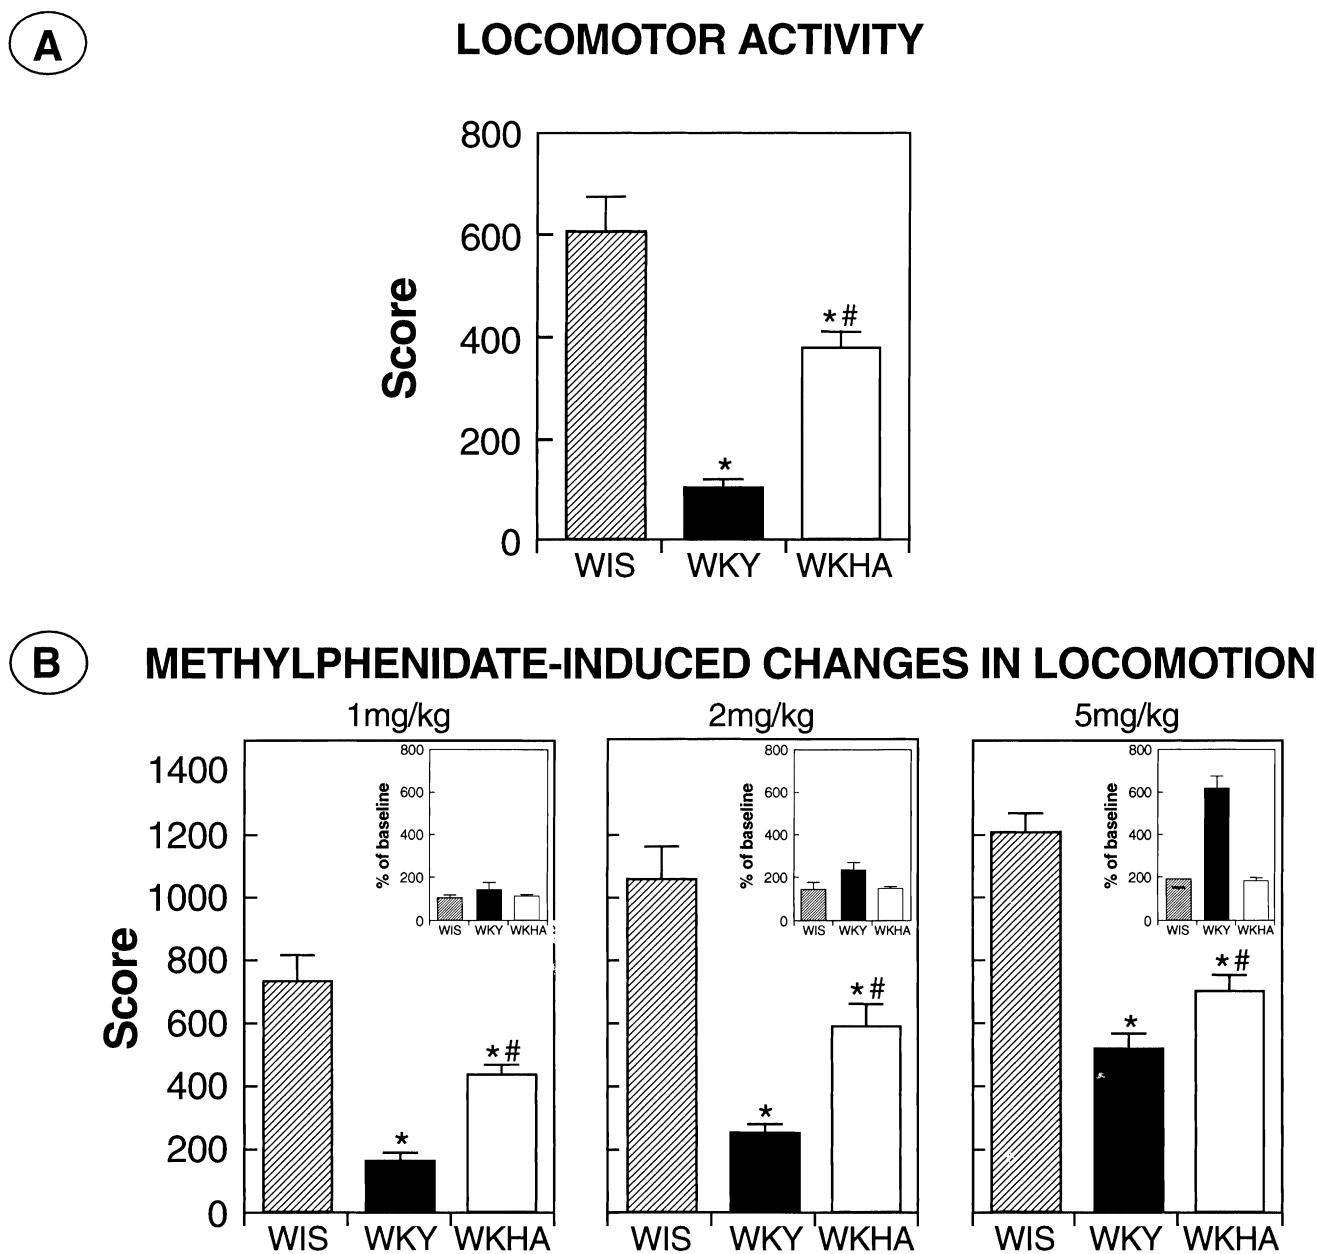 A
LOCOMOTOR ACTIVITY
800
600
400
200
0
Score
*
* #
WIS WKY WKHA
B
METHYLPHENIDATE-INDUCED CHANGES IN LOCOMOTION
1mg/kg 2mg/kg 5mg/kg
Score
1400
1200
1000
800
600
400
200
0
% of baseline
800
600
400
200
0
WIS WKY WKHA
*
* #
WIS WKY WKHA
% of baseline
800
600
400
200
0
WIS WKY WKHA
*
* #
WIS WKY WKHA
% of baseline
800
600
400
200
0
WIS WKY WKHA
*
* #
WIS WKY WKHA